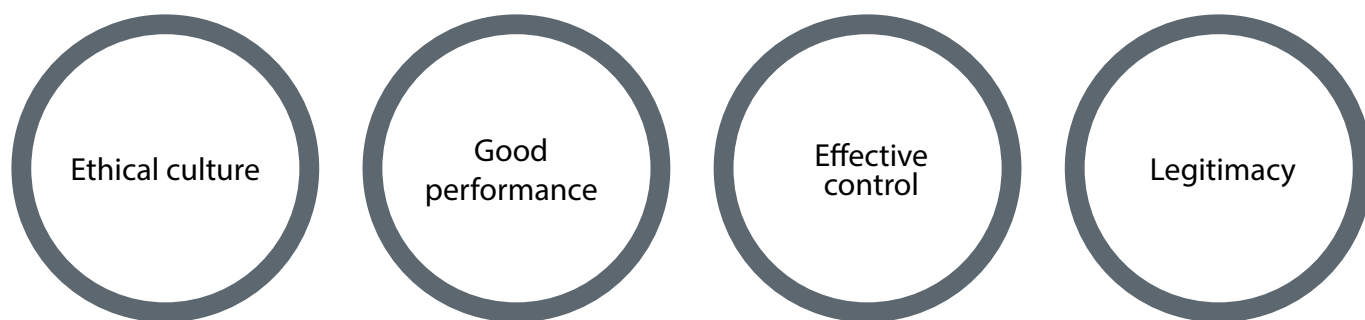 Ethical culture
Good
performance
Effective
control
Legitimacy